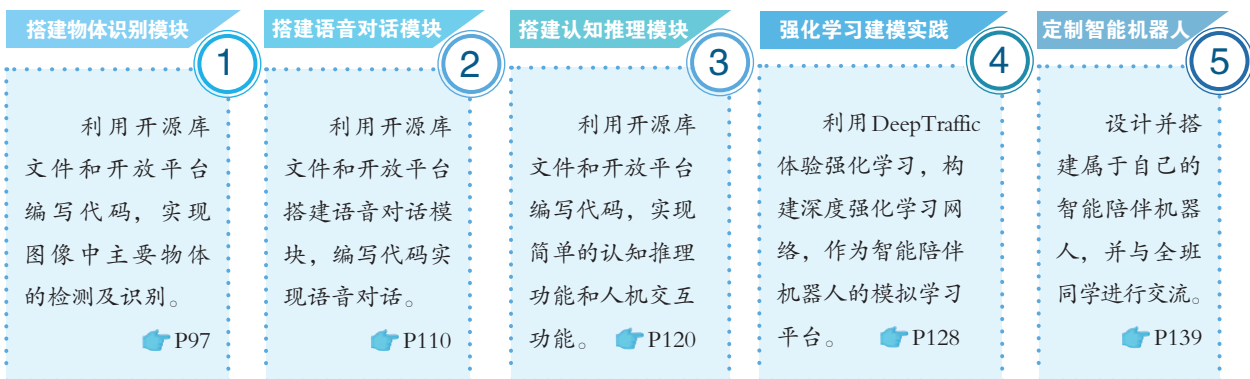 搭建物体识别模块
1
利用开源库
文件和开放平台
编写代码，实现
图像中主要物体
的检测及识别。
P97
搭建语音对话模块
2
利用开源库
文件和开放平台
搭建语音对话模
块，编写代码实
现语音对话。
P110
搭建认知推理模块
3
利用开源库
文件和开放平台
编写代码，实现
简单的认知推理
功能和人机交互
功能。 P120
强化学习建模实践
4
利用DeepTraffic
体验强化学习，构
建深度强化学习网
络，作为智能陪伴
机器人的模拟学习
平台。 P128
定制智能机器人
5
设计并搭
建属于自己的
智能陪伴机器
人，并与全班
同学进行交流。
P139